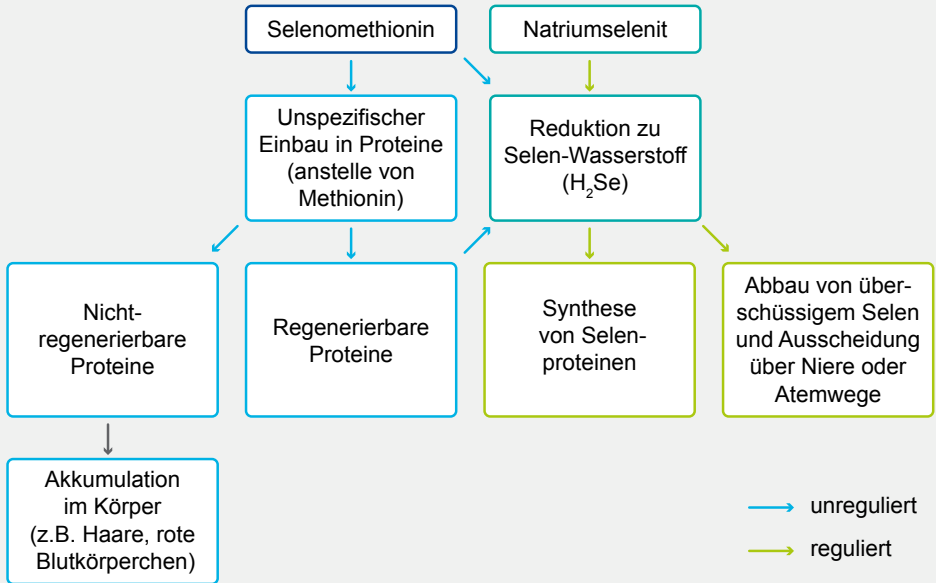 Selenomethionin
Natriumselenit
Unspezifischer
Einbau in Proteine
(anstelle von
Methionin)
Reduktion zu
Selen-Wasserstoff
(H₂Se)
Nicht-
regenerierbare
Proteine
Regenerierbare
Proteine
Synthese
von Selen-
proteinen
Abbau von über-
schüssigem Selen
und Ausscheidung
über Niere oder
Atemwege
Akkumulation
im Körper
(z.B. Haare, rote
Blutkörperchen)
unreguliert
reguliert